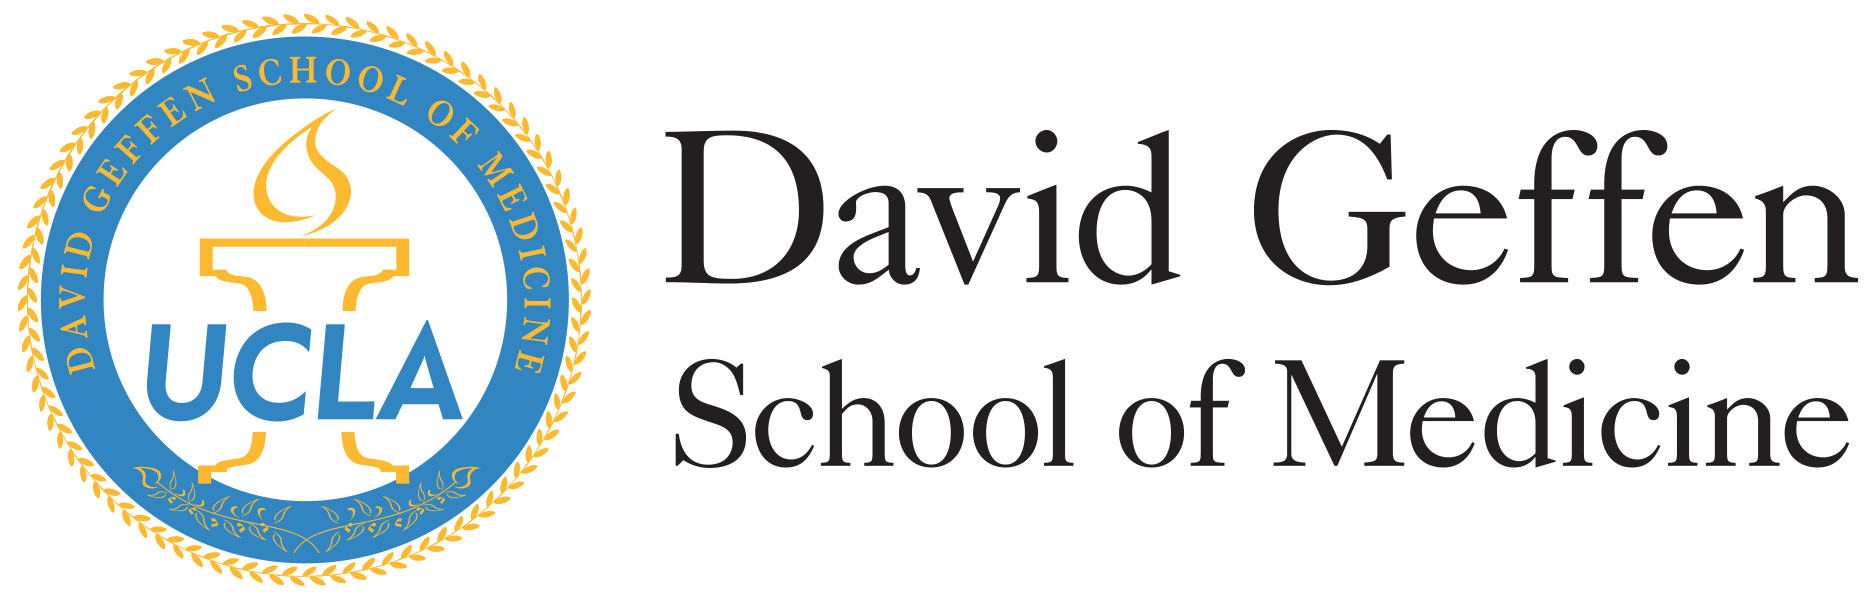 DAVID GEFFEN SCHOOL OF MEDICINE
UCLA
David Geffen
School of Medicine